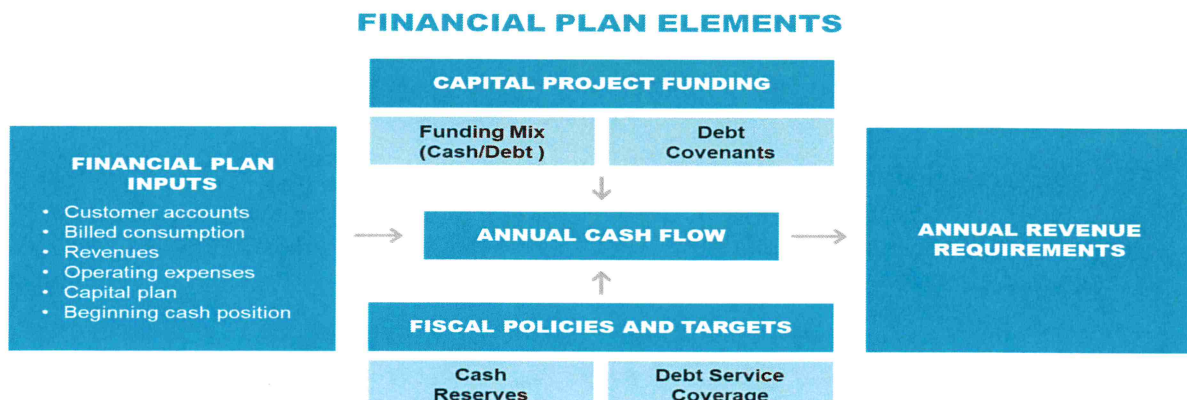 FINANCIAL PLAN ELEMENTS
CAPITAL PROJECT FUNDING
Funding Mix
(Cash/Debt )
Debt
Covenants
FINANCIAL PLAN
INPUTS
• Customer accounts
• Billed consumption
• Revenues
• Operating expenses
• Capital plan
• Beginning cash position
ANNUAL CASH FLOW
ANNUAL REVENUE
REQUIREMENTS
FISCAL POLICIES AND TARGETS
Cash
Reserves
Debt Service
Coverage